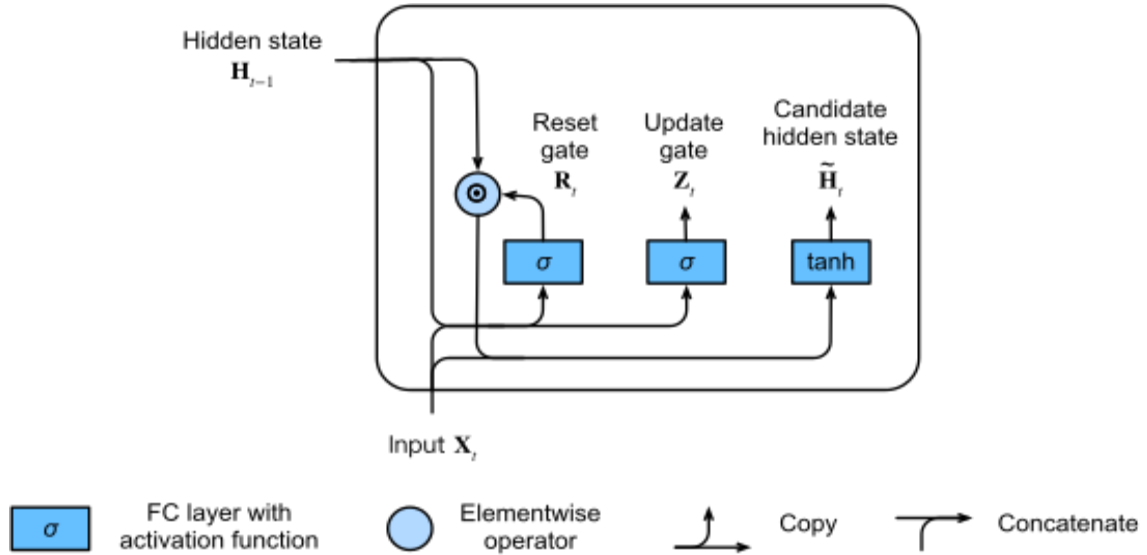 Hidden state
H_{t−1}
Reset
gate
R_t
Update
gate
Z_t
Candidate
hidden state
H̃_t
⊙
σ
σ
tanh
Input X_t
σ
FC layer with
activation function
Elementwise
operator
Copy
Concatenate